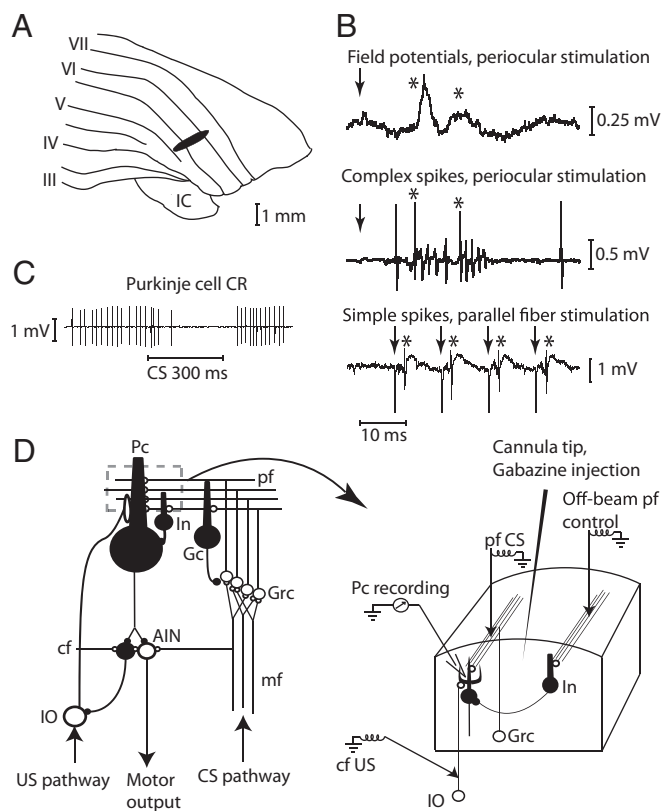 A
VII
VI
V
IV
III
IC
1 mm
B
Field potentials, periocular stimulation
*
*
0.25 mV
Complex spikes, periocular stimulation
*
*
0.5 mV
Simple spikes, parallel fiber stimulation
*
*
*
*
1 mV
10 ms
C
Purkinje cell CR
1 mV
CS 300 ms
D
Pc
pf
In
Gc
Grc
cf
AIN
mf
IO
US pathway
Motor
output
CS pathway
Cannula tip,
Gabazine injection
Off-beam pf
control
pf CS
Pc recording
In
Grc
cf US
IO